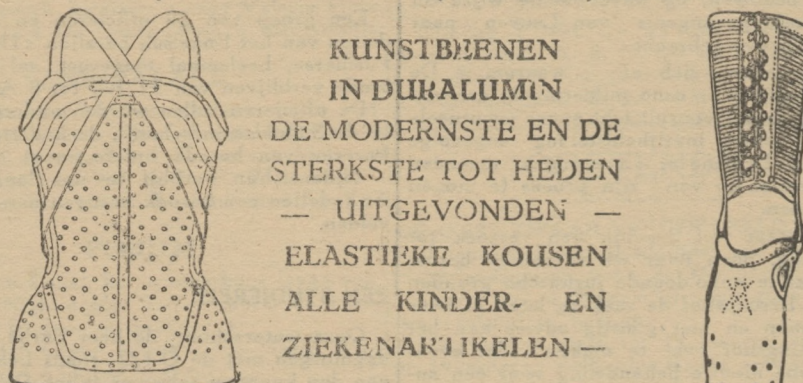 KUNSTBEENEN
IN DURALUMIN
DE MODERNSTE EN DE
STERKSTE TOT HEDEN
— UITGEVONDEN —
ELASTIEKE KOUSEN
ALLE KINDER- EN
ZIEKENARTIKELEN —